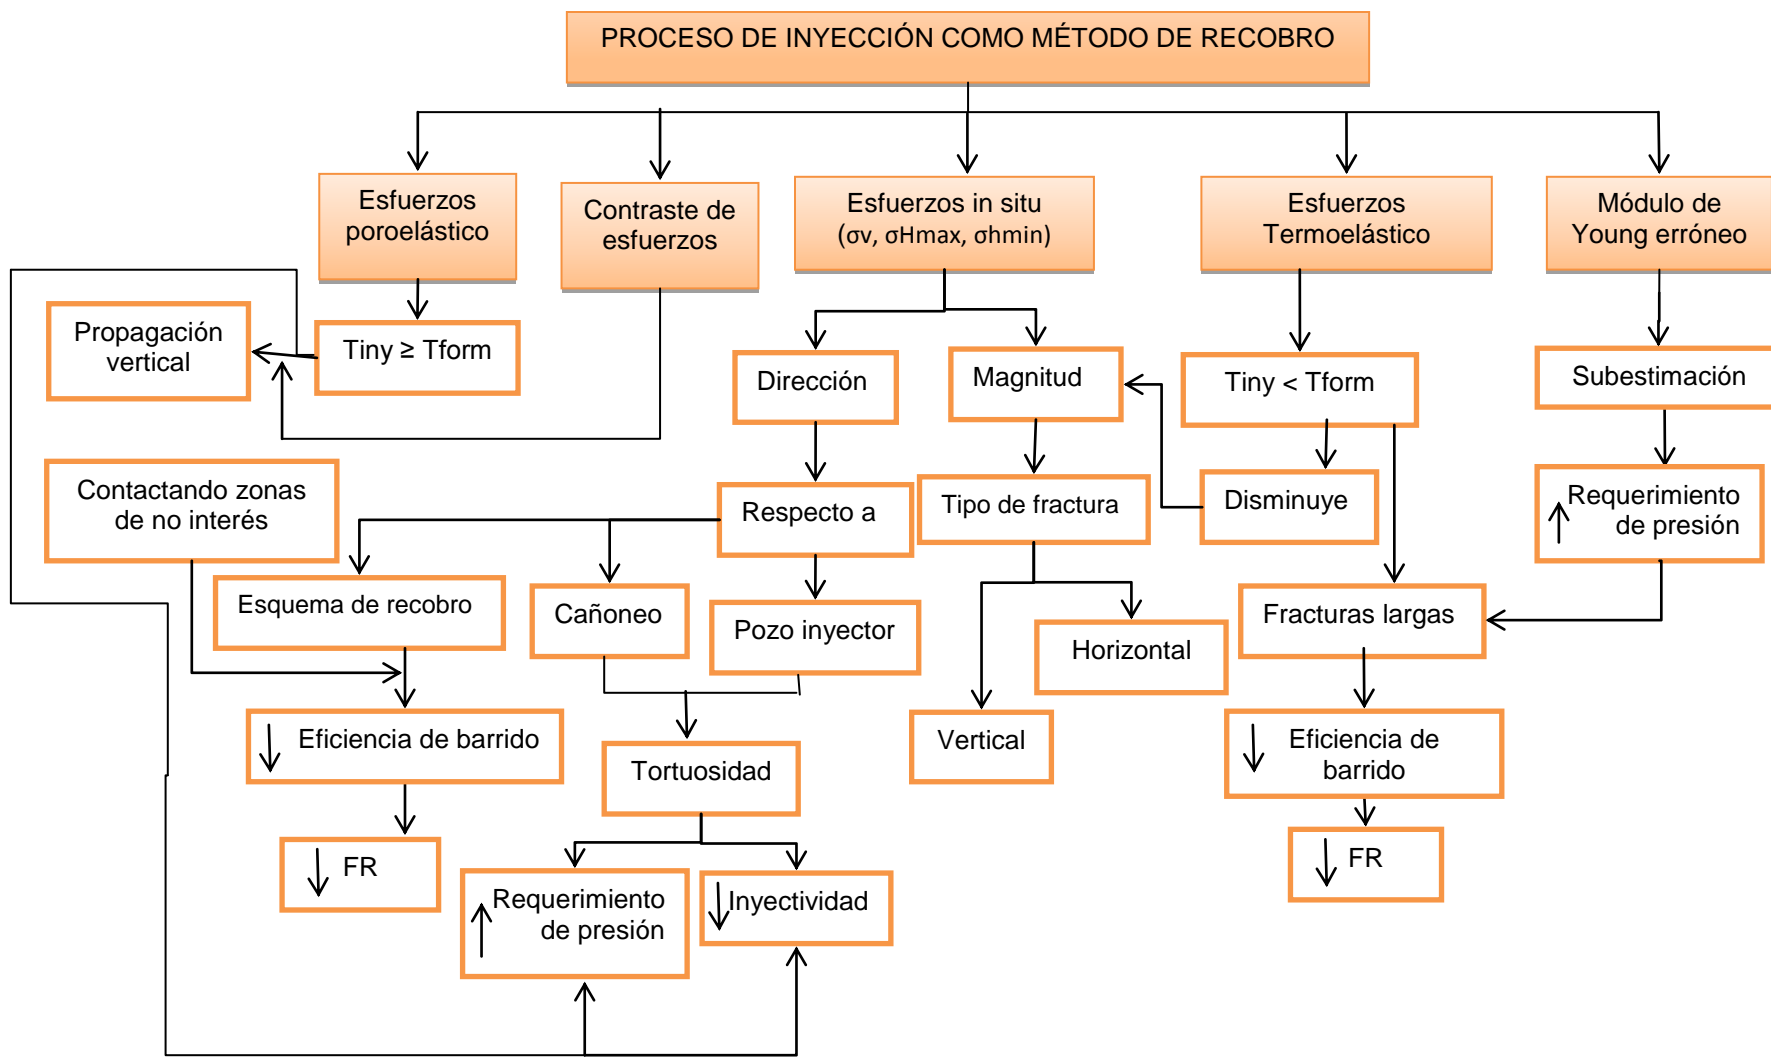 PROCESO DE INYECCIÓN COMO MÉTODO DE RECOBRO
Esfuerzos
poroelástico
Contraste de
esfuerzos
Esfuerzos in situ
(σv, σHmax, σhmin)
Esfuerzos
Termoelástico
Módulo de
Young erróneo
Propagación
vertical
Tiny ≥ Tform
Dirección
Magnitud
Tiny < Tform
Subestimación
Contactando zonas
de no interés
Respecto a
Tipo de fractura
Disminuye
Requerimiento
de presión
Esquema de recobro
Cañoneo
Pozo inyector
Horizontal
Fracturas largas
Eficiencia de barrido
Tortuosidad
Vertical
Eficiencia de
barrido
FR
Requerimiento
de presión
Inyectividad
FR